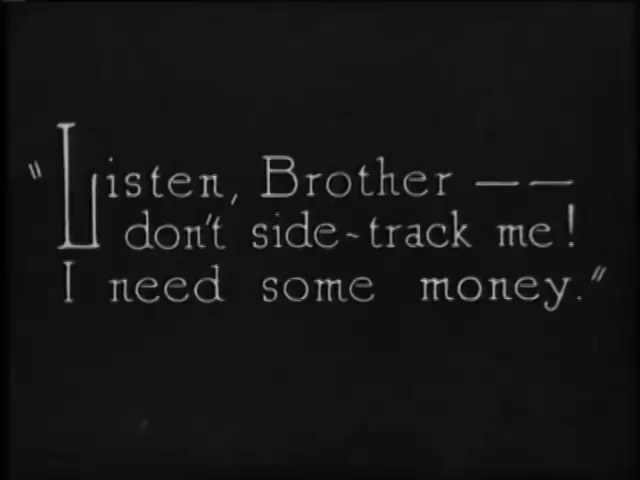 "Listen, Brother — —
don't side-track me!
I need some money."